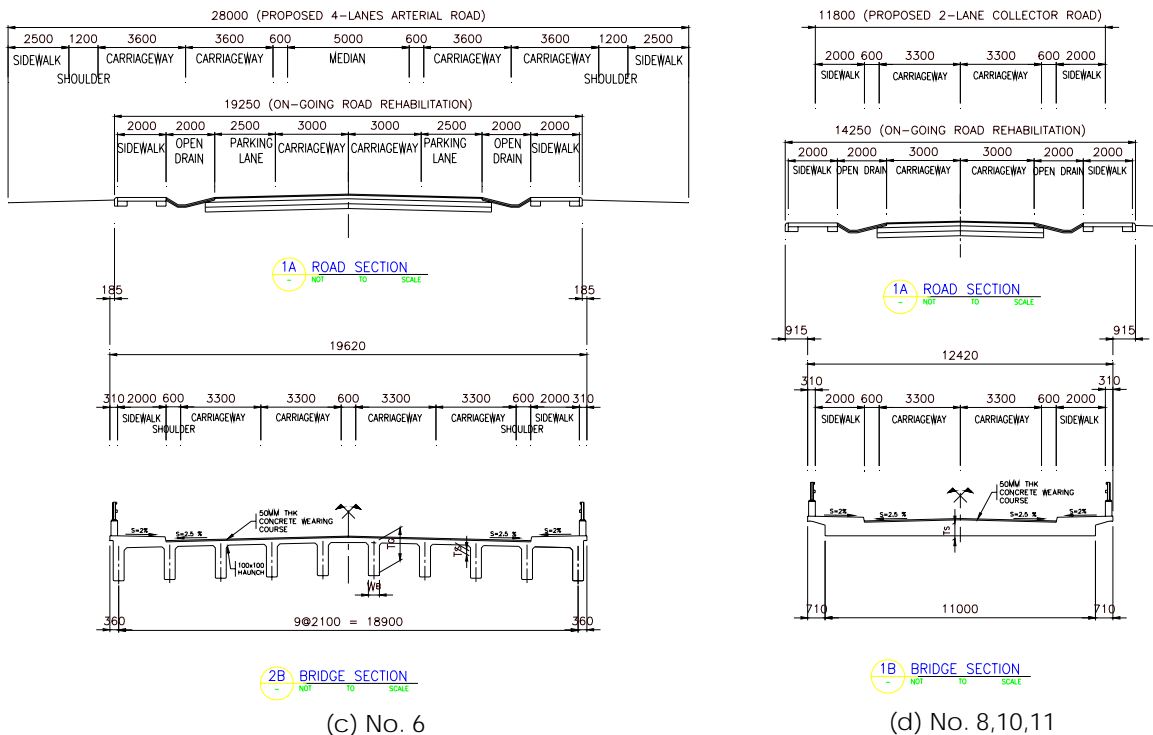 28000 (PROPOSED 4-LANES ARTERIAL ROAD)
2500 1200 3600 3600 600 5000 600 3600 3600 1200 2500
SIDEWALK SHOULDER CARRIAGEWAY CARRIAGEWAY MEDIAN CARRIAGEWAY CARRIAGEWAY SHOULDER SIDEWALK
19250 (ON-GOING ROAD REHABILITATION)
2000 2000 2500 3000 3000 2500 2000 2000
SIDEWALK OPEN DRAIN PARKING LANE CARRIAGEWAY CARRIAGEWAY PARKING LANE OPEN DRAIN SIDEWALK
1A ROAD SECTION
- NOT TO SCALE
185 185
19620
310 2000 600 3300 3300 600 3300 3300 600 2000 310
SIDEWALK SHOULDER CARRIAGEWAY CARRIAGEWAY CARRIAGEWAY CARRIAGEWAY SHOULDER SIDEWALK
50MM THK
CONCRETE WEARING
COURSE
S=2% S=2.5 % S=2.5 % S=2%
100x100
HAUNCH
TG
TS
WB
360 9@2100 = 18900 360
2B BRIDGE SECTION
- NOT TO SCALE
(c) No. 6
11800 (PROPOSED 2-LANE COLLECTOR ROAD)
2000 600 3300 3300 600 2000
SIDEWALK CARRIAGEWAY CARRIAGEWAY SIDEWALK
14250 (ON-GOING ROAD REHABILITATION)
2000 2000 3000 3000 2000 2000
SIDEWALK OPEN DRAIN CARRIAGEWAY CARRIAGEWAY OPEN DRAIN SIDEWALK
1A ROAD SECTION
- NOT TO SCALE
915 915
12420
310 310
2000 600 3300 3300 600 2000
SIDEWALK CARRIAGEWAY CARRIAGEWAY SIDEWALK
50MM THK
CONCRETE WEARING
COURSE
S=2% S=2.5 % S=2.5 % S=2%
TS
710 11000 710
1B BRIDGE SECTION
- NOT TO SCALE
(d) No. 8,10,11